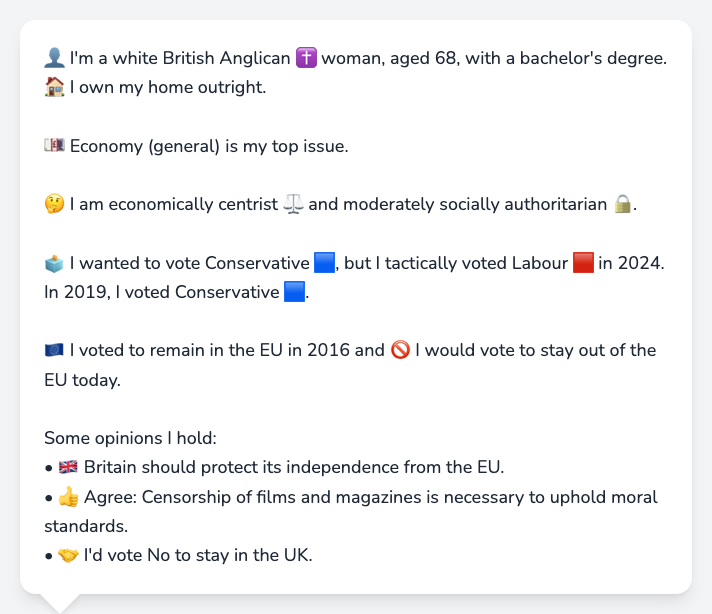 👤 I'm a white British Anglican ✝️ woman, aged 68, with a bachelor's degree.
🏠 I own my home outright.
💷 Economy (general) is my top issue.
🤔 I am economically centrist ⚖️ and moderately socially authoritarian 🔒.
🗳️ I wanted to vote Conservative 🟦, but I tactically voted Labour 🟥 in 2024.
In 2019, I voted Conservative 🟦.
🇪🇺 I voted to remain in the EU in 2016 and 🚫 I would vote to stay out of the
EU today.
Some opinions I hold:
• 🇬🇧 Britain should protect its independence from the EU.
• 👍 Agree: Censorship of films and magazines is necessary to uphold moral
standards.
• 🤝 I'd vote No to stay in the UK.